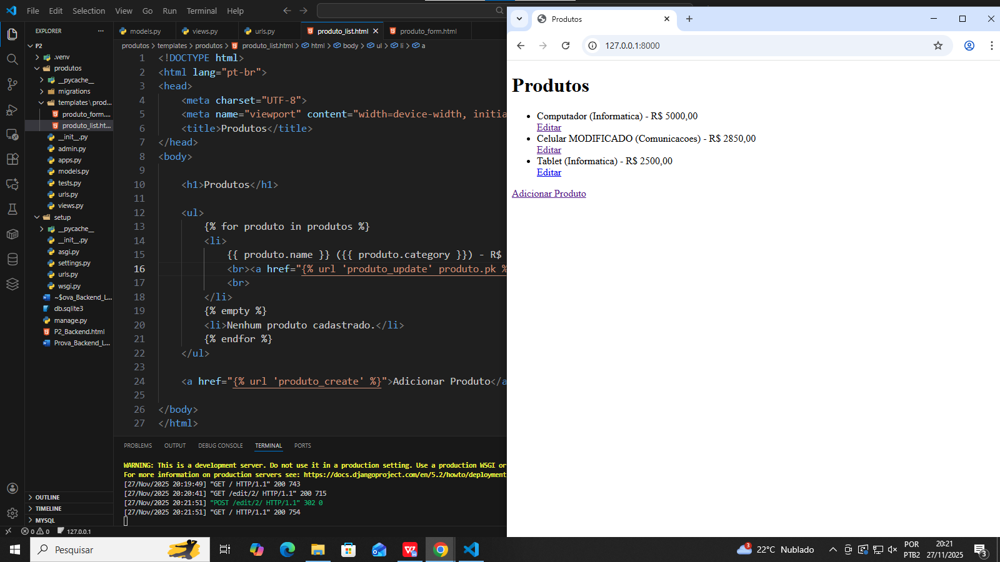 File Edit Selection View Go Run Terminal Help
EXPLORER
P2
.venv
produtos
__pycache__
migrations
templates\prod...
produto_form....
produto_list.ht...
__init__.py
admin.py
apps.py
models.py
tests.py
urls.py
views.py
setup
__pycache__
__init__.py
asgi.py
settings.py
urls.py
wsgi.py
~$ova_Backend_L...
db.sqlite3
manage.py
P2_Backend.html
Prova_Backend_L...
OUTLINE
TIMELINE
MYSQL
models.py views.py urls.py produto_list.html produto_form.html
produtos > templates > produtos > produto_list.html > html > body > ul > li > a
1 <!DOCTYPE html>
2 <html lang="pt-br">
3 <head>
4 <meta charset="UTF-8">
5 <meta name="viewport" content="width=device-width, initia
6 <title>Produtos</title>
7 </head>
8 <body>
9
10 <h1>Produtos</h1>
11
12 <ul>
13 {% for produto in produtos %}
14 <li>
15 {{ produto.name }} ({{ produto.category }}) - R$
16 <br><a href="{% url 'produto_update' produto.pk %
17 <br>
18 </li>
19 {% empty %}
20 <li>Nenhum produto cadastrado.</li>
21 {% endfor %}
22 </ul>
23
24 <a href="{% url 'produto_create' %}">Adicionar Produto</a
25
26 </body>
27 </html>
PROBLEMS OUTPUT DEBUG CONSOLE TERMINAL PORTS
WARNING: This is a development server. Do not use it in a production setting. Use a production WSGI or
For more information on production servers see: https://docs.djangoproject.com/en/5.2/howto/deployment
[27/Nov/2025 20:19:49] "GET / HTTP/1.1" 200 743
[27/Nov/2025 20:20:41] "GET /edit/2/ HTTP/1.1" 200 715
[27/Nov/2025 20:21:51] "POST /edit/2/ HTTP/1.1" 302 0
[27/Nov/2025 20:21:51] "GET / HTTP/1.1" 200 754
0 0 127.0.0.1
Produtos
127.0.0.1:8000
Produtos
• Computador (Informatica) - R$ 5000,00
Editar
• Celular MODIFICADO (Comunicacoes) - R$ 2850,00
Editar
• Tablet (Informatica) - R$ 2500,00
Editar
Adicionar Produto
Pesquisar
3
22°C Nublado
POR
PTB2
20:21
27/11/2025
3